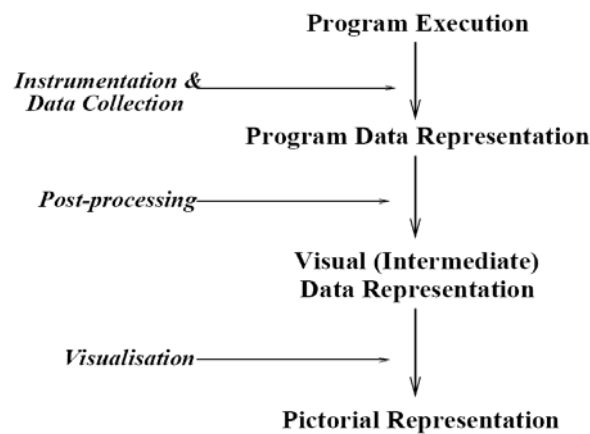 Program Execution
Instrumentation &
Data Collection
Program Data Representation
Post-processing
Visual (Intermediate)
Data Representation
Visualisation
Pictorial Representation